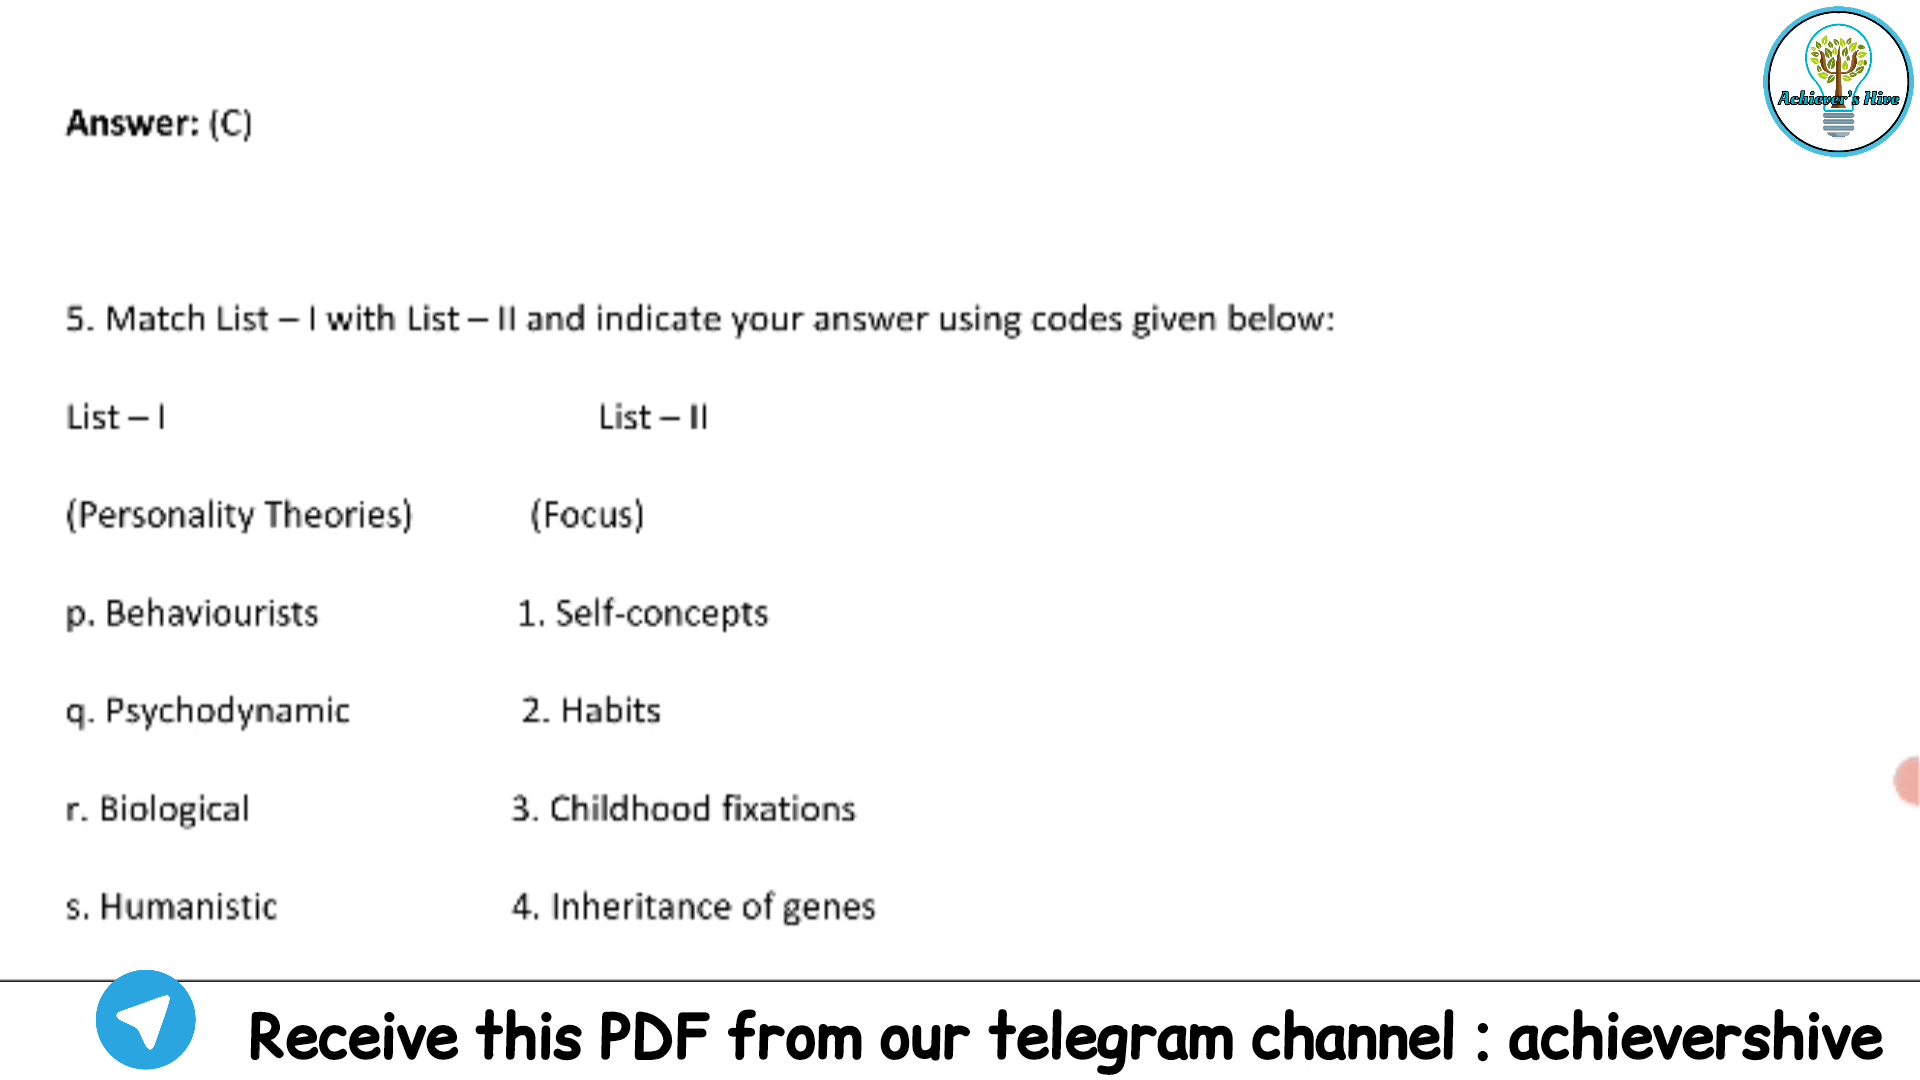 Achiever's Hive
Answer: (C)
5. Match List – I with List – II and indicate your answer using codes given below:
List – I List – II
(Personality Theories) (Focus)
p. Behaviourists 1. Self-concepts
q. Psychodynamic 2. Habits
r. Biological 3. Childhood fixations
s. Humanistic 4. Inheritance of genes
Receive this PDF from our telegram channel : achievershive